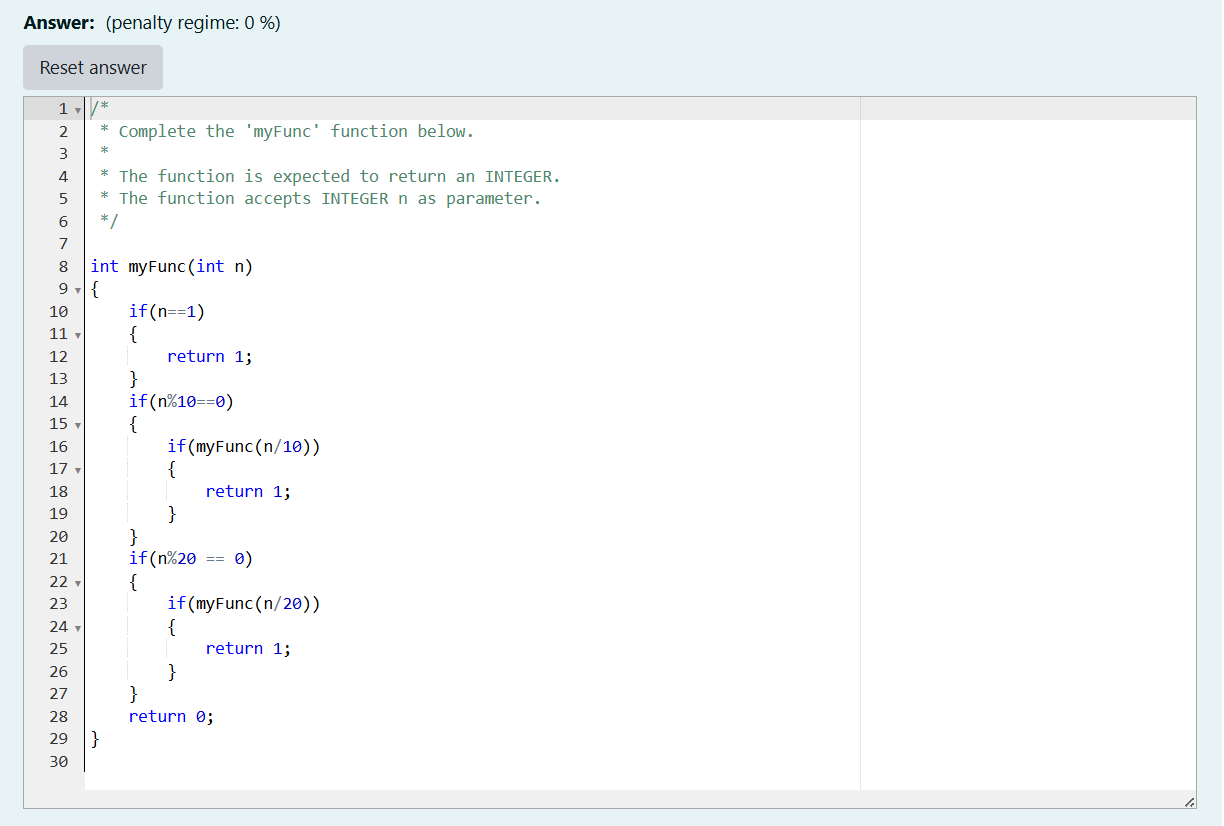 Answer: (penalty regime: 0 %)
Reset answer
1 /*
2  * Complete the 'myFunc' function below.
3  *
4  * The function is expected to return an INTEGER.
5  * The function accepts INTEGER n as parameter.
6  */
7
8 int myFunc(int n)
9 {
10     if(n==1)
11     {
12         return 1;
13     }
14     if(n%10==0)
15     {
16         if(myFunc(n/10))
17         {
18             return 1;
19         }
20     }
21     if(n%20 == 0)
22     {
23         if(myFunc(n/20))
24         {
25             return 1;
26         }
27     }
28     return 0;
29 }
30